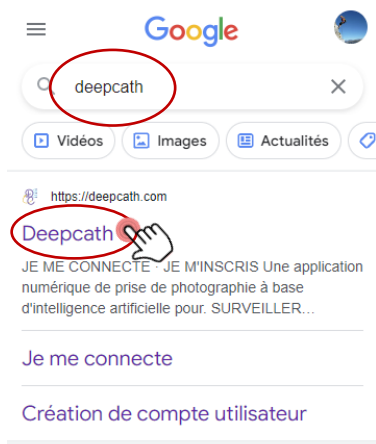 Google
deepcath
Vidéos Images Actualités
https://deepcath.com
Deepcath
JE ME CONNECTE · JE M'INSCRIS Une application
numérique de prise de photographie à base
d'intelligence artificielle pour. SURVEILLER...
Je me connecte
Création de compte utilisateur